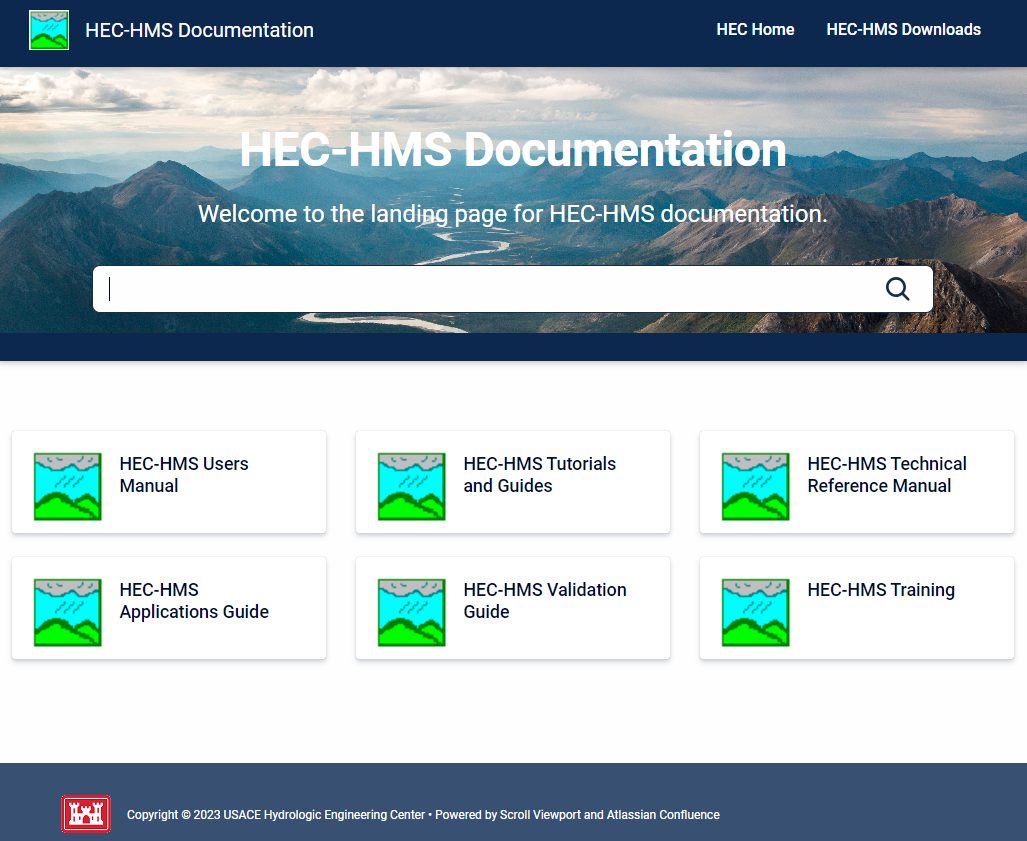 HEC-HMS Documentation
HEC Home
HEC-HMS Downloads
HEC-HMS Documentation
Welcome to the landing page for HEC-HMS documentation.
HEC-HMS Users
Manual
HEC-HMS Tutorials
and Guides
HEC-HMS Technical
Reference Manual
HEC-HMS
Applications Guide
HEC-HMS Validation
Guide
HEC-HMS Training
Copyright © 2023 USACE Hydrologic Engineering Center • Powered by Scroll Viewport and Atlassian Confluence